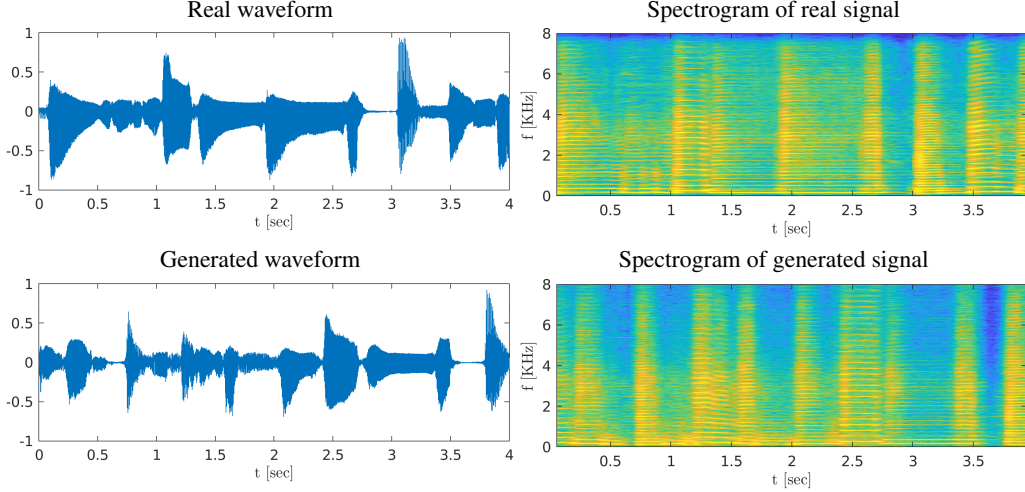 Real waveform
1
0.5
0
-0.5
-1
0 0.5 1 1.5 2 2.5 3 3.5 4
t [sec]
Spectrogram of real signal
8
6
4
2
0
f [KHz]
0.5 1 1.5 2 2.5 3 3.5
t [sec]
Generated waveform
1
0.5
0
-0.5
-1
0 0.5 1 1.5 2 2.5 3 3.5 4
t [sec]
Spectrogram of generated signal
8
6
4
2
0
f [KHz]
0.5 1 1.5 2 2.5 3 3.5
t [sec]